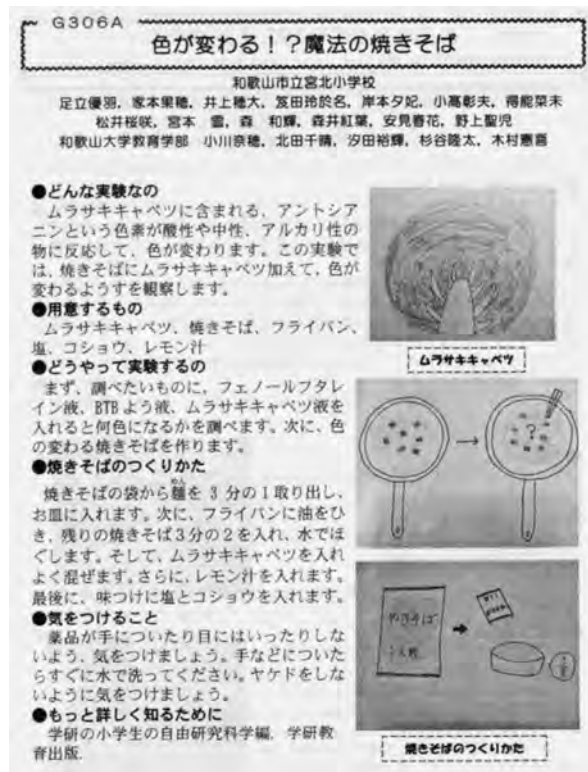 G306A
色が変わる！？魔法の焼きそば
和歌山市立宮北小学校
足立優羽，家本果穂，井上穂大，笈田玲於名，岸本夕妃，小髙彰夫，得能菜未
松井桜咲，宮本　雪，森　和輝，森井紅葉，安見春花，野上聖児
和歌山大学教育学部　小川奈穂，北田千晴，汐田裕輝，杉谷隆太，木村憲喜
●どんな実験なの
ムラサキキャベツに含まれる、アントシア
ニンという色素が酸性や中性、アルカリ性の
物に反応して、色が変わります。この実験で
は、焼きそばにムラサキキャベツ加えて、色が
変わるようすを観察します。
●用意するもの
ムラサキキャベツ、焼きそば、フライパン、
塩、コショウ、レモン汁
●どうやって実験するの
まず、調べたいものに、フェノールフタレ
イン液、BTBよう液、ムラサキキャベツ液を
入れると何色になるかを調べます。次に、色
の変わる焼きそばを作ります。
●焼きそばのつくりかた
焼きそばの袋から麺を 3 分の 1 取り出し、
お皿に入れます。次に、フライパンに油をひ
き、残りの焼きそば3分の2を入れ、水でほ
ぐします。そして、ムラサキキャベツを入れ
よく混ぜます。さらに、レモン汁を入れます。
最後に、味つけに塩とコショウを入れます。
●気をつけること
薬品が手についたり目にはいったりしな
いよう、気をつけましょう。手などについた
らすぐに水で洗ってください。ヤケドをしな
いように気をつけましょう。
●もっと詳しく知るために
学研の小学生の自由研究科学編，学研教
育出版．
ムラサキキャベツ
?
やきそば
焼きそばのつくりかた